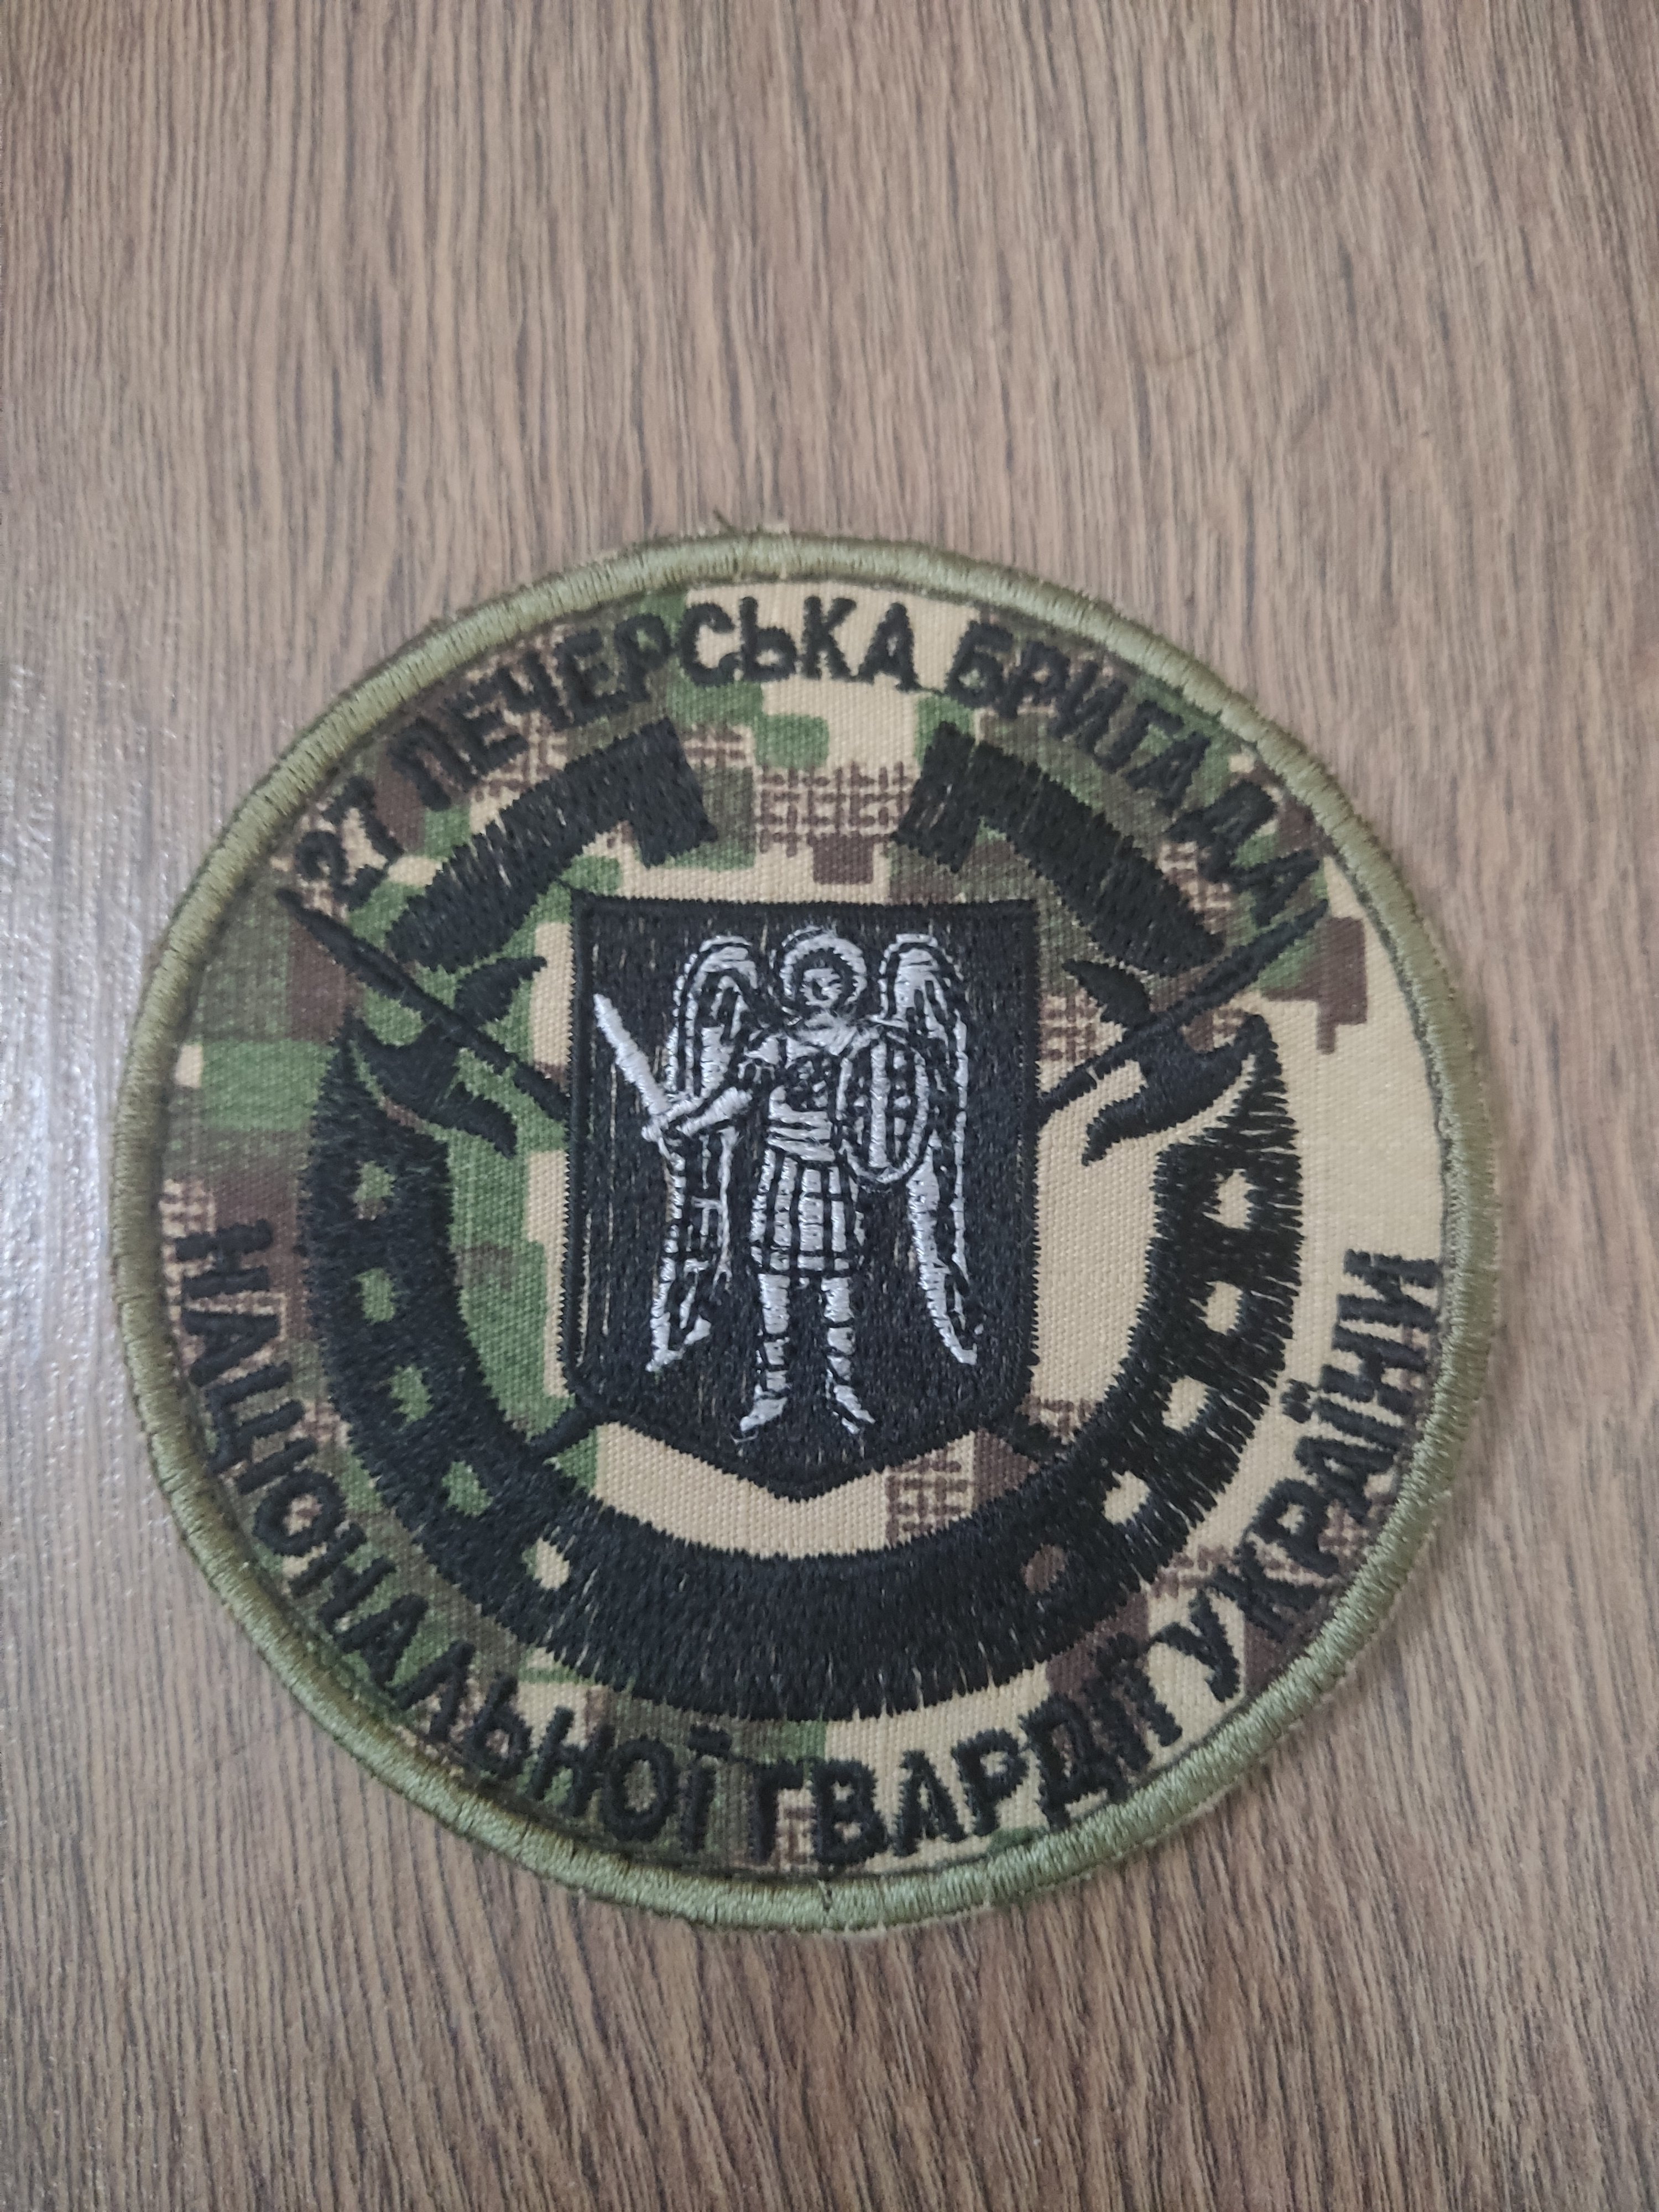 27 ПЕЧЕРСЬКА БРИГАДА
НАЦІОНАЛЬНОЇ ГВАРДІЇ УКРАЇНИ